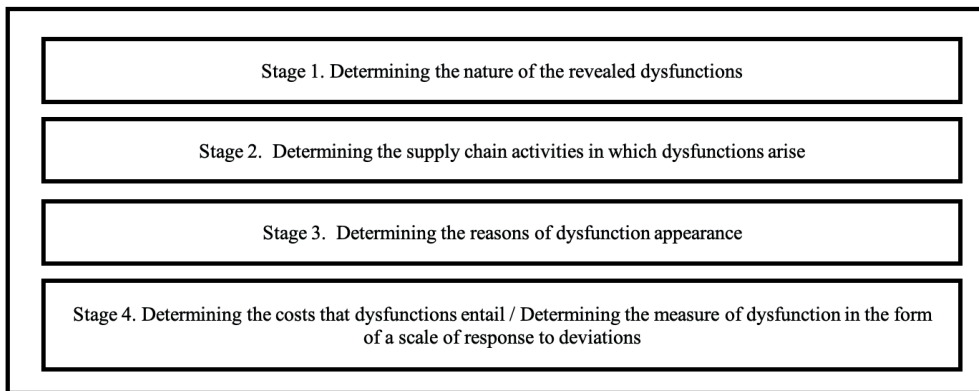 Stage 1. Determining the nature of the revealed dysfunctions
Stage 2.  Determining the supply chain activities in which dysfunctions arise
Stage 3.  Determining the reasons of dysfunction appearance
Stage 4. Determining the costs that dysfunctions entail / Determining the measure of dysfunction in the form
of a scale of response to deviations